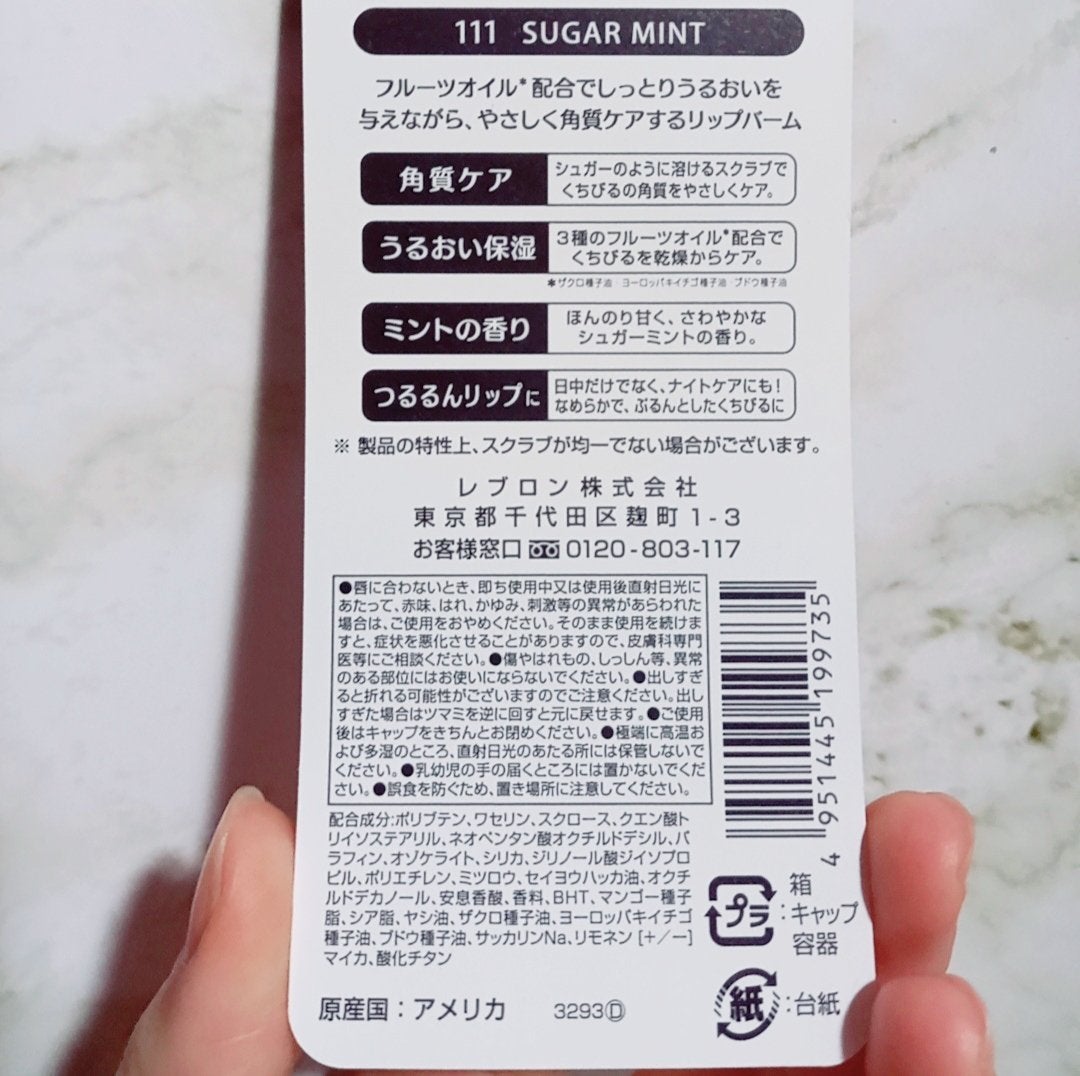 111 SUGAR MINT
フルーツオイル*配合でしっとりうるおいを
与えながら、やさしく角質ケアするリップバーム
角質ケア
シュガーのように溶けるスクラブで
くちびるの角質をやさしくケア。
うるおい保湿
3種のフルーツオイル*配合で
くちびるを乾燥からケア。
*ザクロ種子油・ヨーロッパキイチゴ種子油・ブドウ種子油
ミントの香り
ほんのり甘く、さわやかな
シュガーミントの香り。
つるるんリップに
日中だけでなく、ナイトケアにも!
なめらかで、ぷるんとしたくちびるに
※ 製品の特性上、スクラブが均一でない場合がございます。
レブロン株式会社
東京都千代田区麹町1-3
お客様窓口 0120-803-117
●唇に合わないとき、即ち使用中又は使用後直射日光に
あたって、赤味、はれ、かゆみ、刺激等の異常があらわれた
場合は、ご使用をおやめください。そのまま使用を続けま
すと、症状を悪化させることがありますので、皮膚科専門
医等にご相談ください。●傷やはれもの、しっしん等、異常
のある部位にはお使いにならないでください。●出しすぎ
ると折れる可能性がございますのでご注意ください。出し
すぎた場合はツマミを逆に回すと元に戻せます。●ご使用
後はキャップをきちんとお閉めください。●極端に高温お
よび多湿のところ、直射日光のあたる所には保管しないで
ください。●乳幼児の手の届くところには置かないでくだ
さい。●誤食を防ぐため、置き場所に注意してください。
4 951445 199735
配合成分:ポリブテン、ワセリン、スクロース、クエン酸ト
リイソステアリル、ネオペンタン酸オクチルドデシル、パ
ラフィン、オゾケライト、シリカ、ジリノール酸ジイソプロ
ピル、ポリエチレン、ミツロウ、セイヨウハッカ油、オクチ
ルドデカノール、安息香酸、香料、BHT、マンゴー種子
脂、シア脂、ヤシ油、ザクロ種子油、ヨーロッパキイチゴ
種子油、ブドウ種子油、サッカリンNa、リモネン [+/-]
マイカ、酸化チタン
プラ
箱
:キャップ
容器
紙
:台紙
原産国:アメリカ
3293Ⓓ